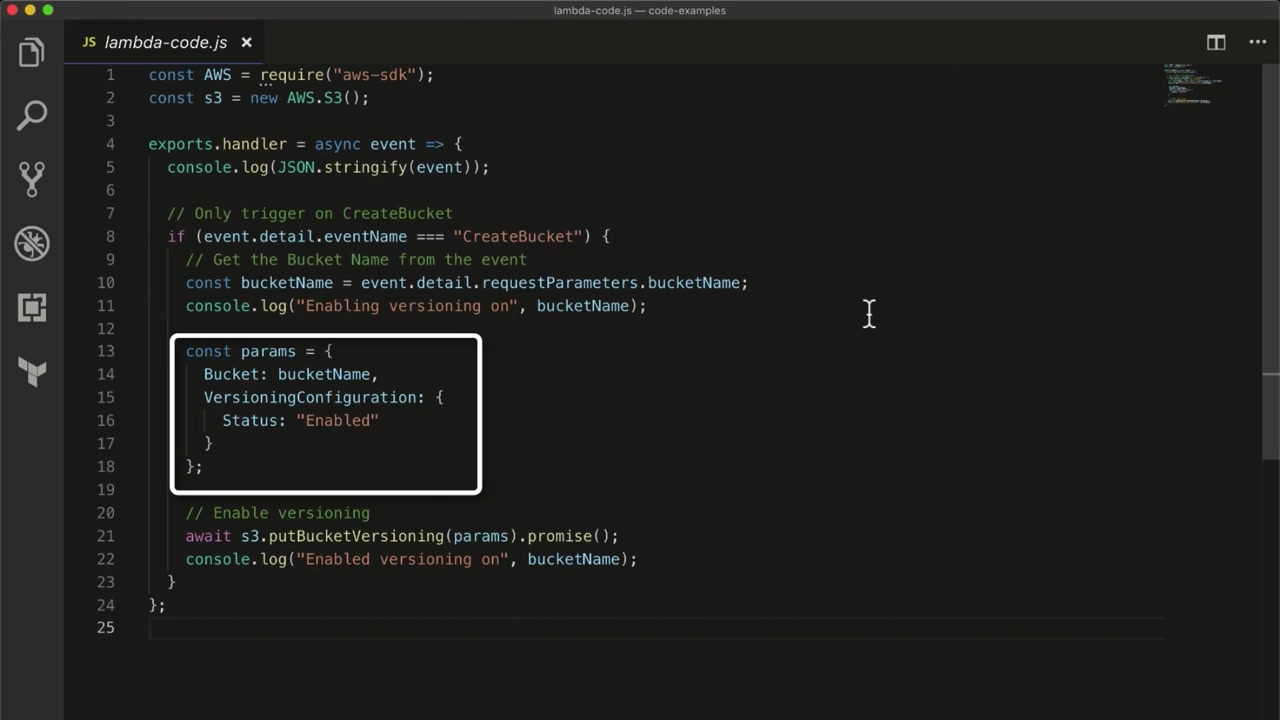 lambda-code.js — code-examples
JS lambda-code.js ×
1 const AWS = require("aws-sdk");
2 const s3 = new AWS.S3();
3
4 exports.handler = async event => {
5 console.log(JSON.stringify(event));
6
7 // Only trigger on CreateBucket
8 if (event.detail.eventName === "CreateBucket") {
9 // Get the Bucket Name from the event
10 const bucketName = event.detail.requestParameters.bucketName;
11 console.log("Enabling versioning on", bucketName);
12
13 const params = {
14 Bucket: bucketName,
15 VersioningConfiguration: {
16 Status: "Enabled"
17 }
18 };
19
20 // Enable versioning
21 await s3.putBucketVersioning(params).promise();
22 console.log("Enabled versioning on", bucketName);
23 }
24 };
25